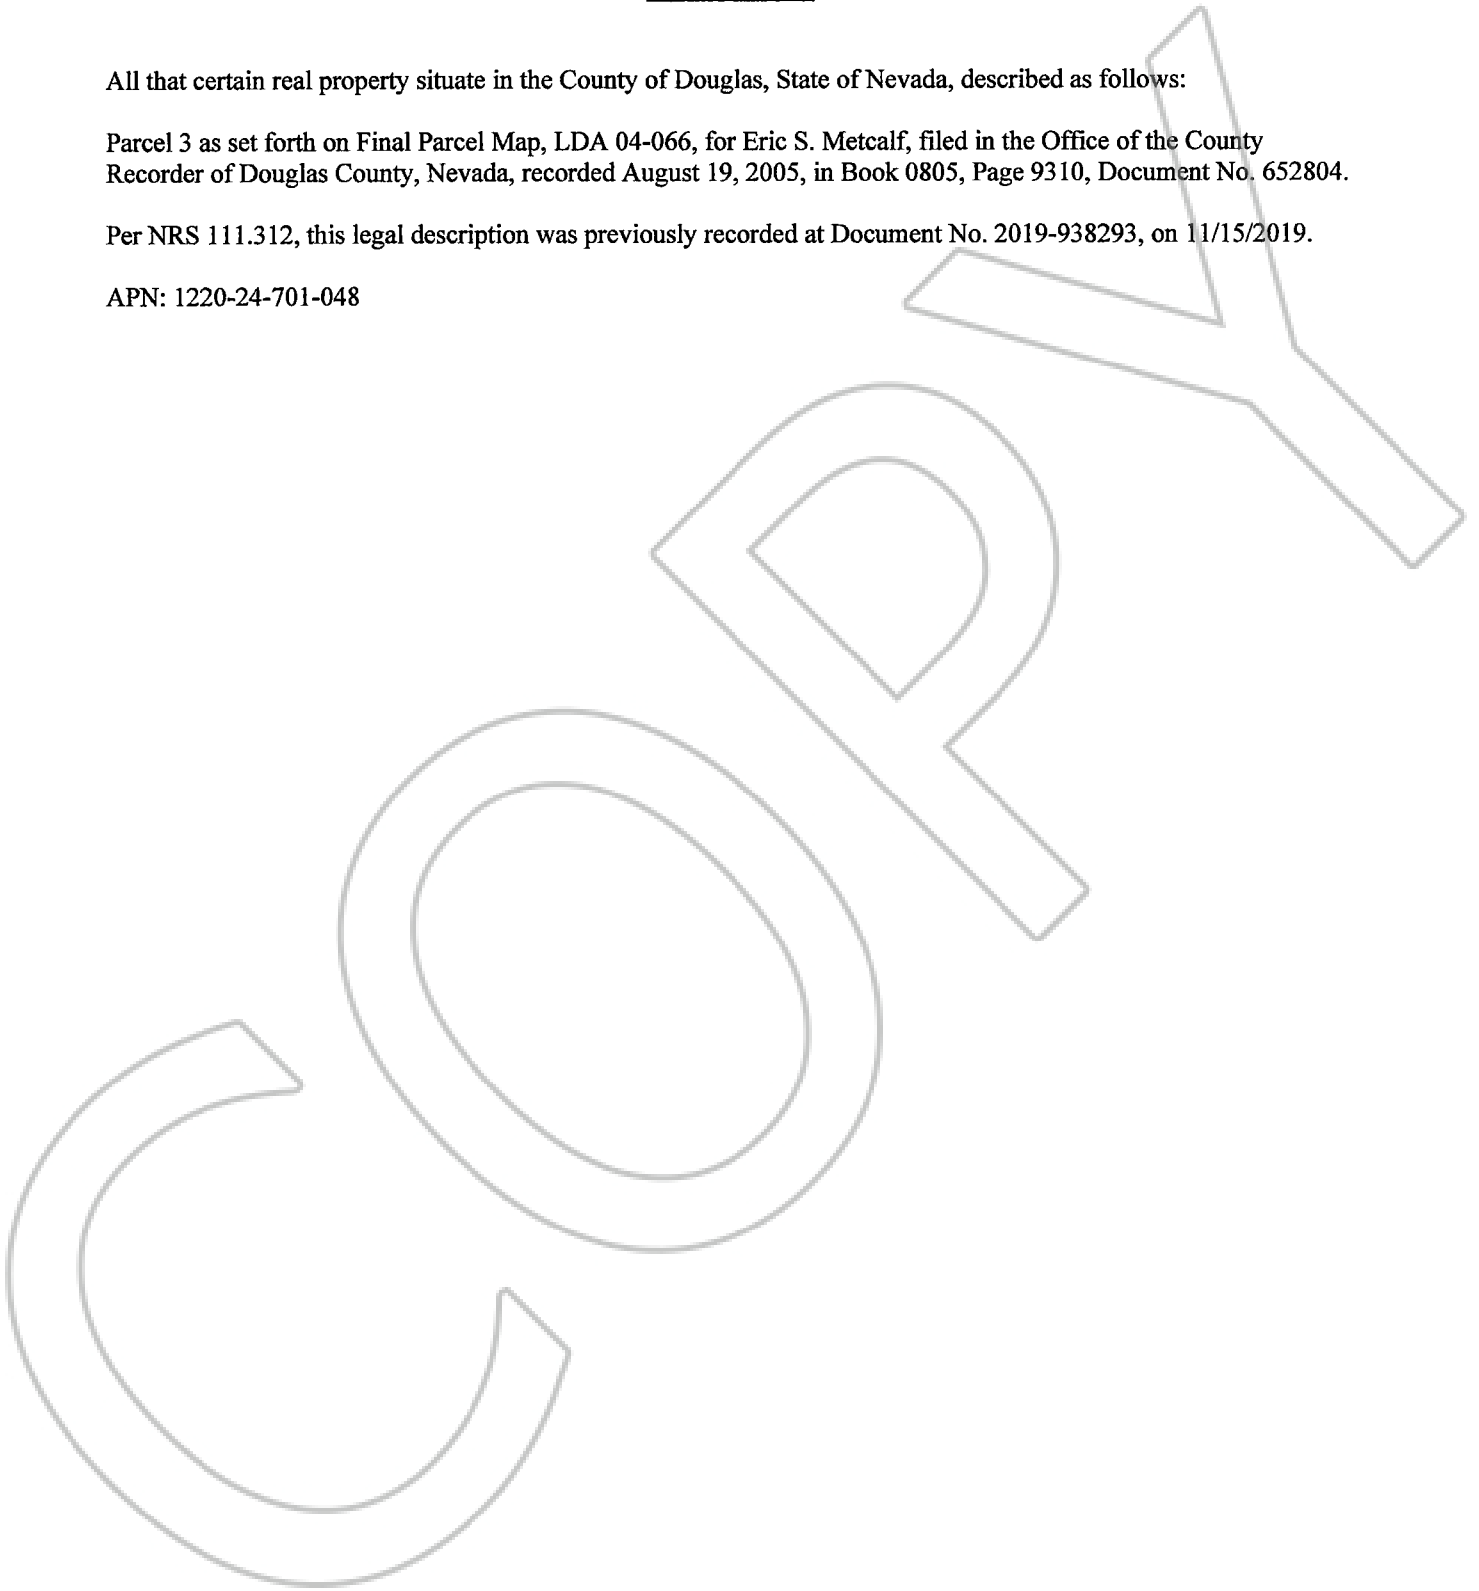 All that certain real property situate in the County of Douglas, State of Nevada, described as follows:
Parcel 3 as set forth on Final Parcel Map, LDA 04-066, for Eric S. Metcalf, filed in the Office of the County
Recorder of Douglas County, Nevada, recorded August 19, 2005, in Book 0805, Page 9310, Document No. 652804.
Per NRS 111.312, this legal description was previously recorded at Document No. 2019-938293, on 11/15/2019.
APN: 1220-24-701-048
COPY